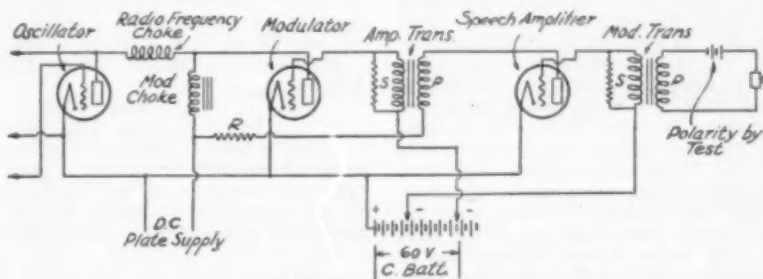 Oscillator
Radio Frequency
Choke
Modulator
Amp. Trans.
Speech Amplifier
Mod. Trans
Mod
Choke
S
P
S
P
R
Polarity by
Test
D.C
Plate Supply
+
-
-
60 V
C. Batt.